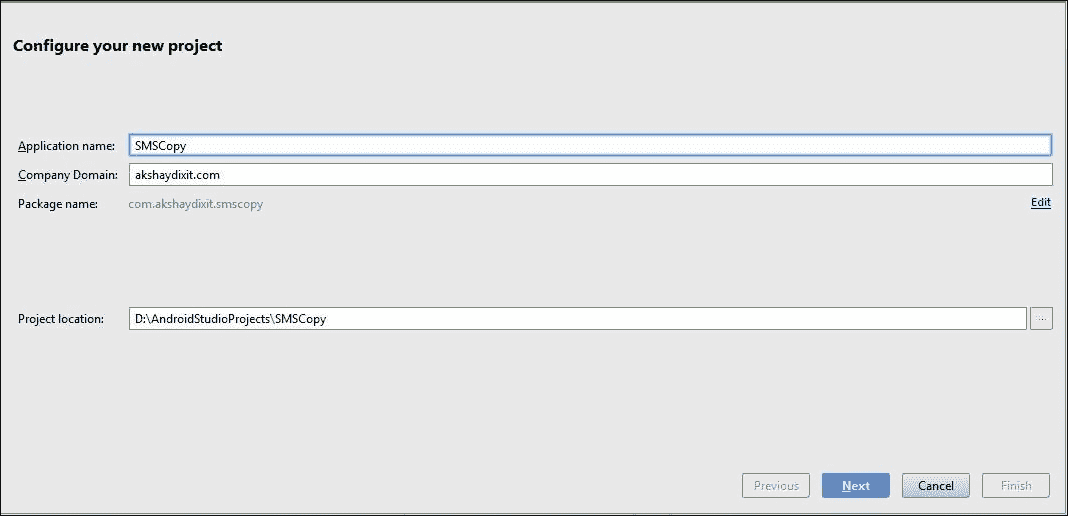 Configure your new project
Application name: SMSCopy
Company Domain: akshaydixit.com
Package name: com.akshaydixit.smscopy Edit
Project location: D:\AndroidStudioProjects\SMSCopy ...
Previous Next Cancel Finish